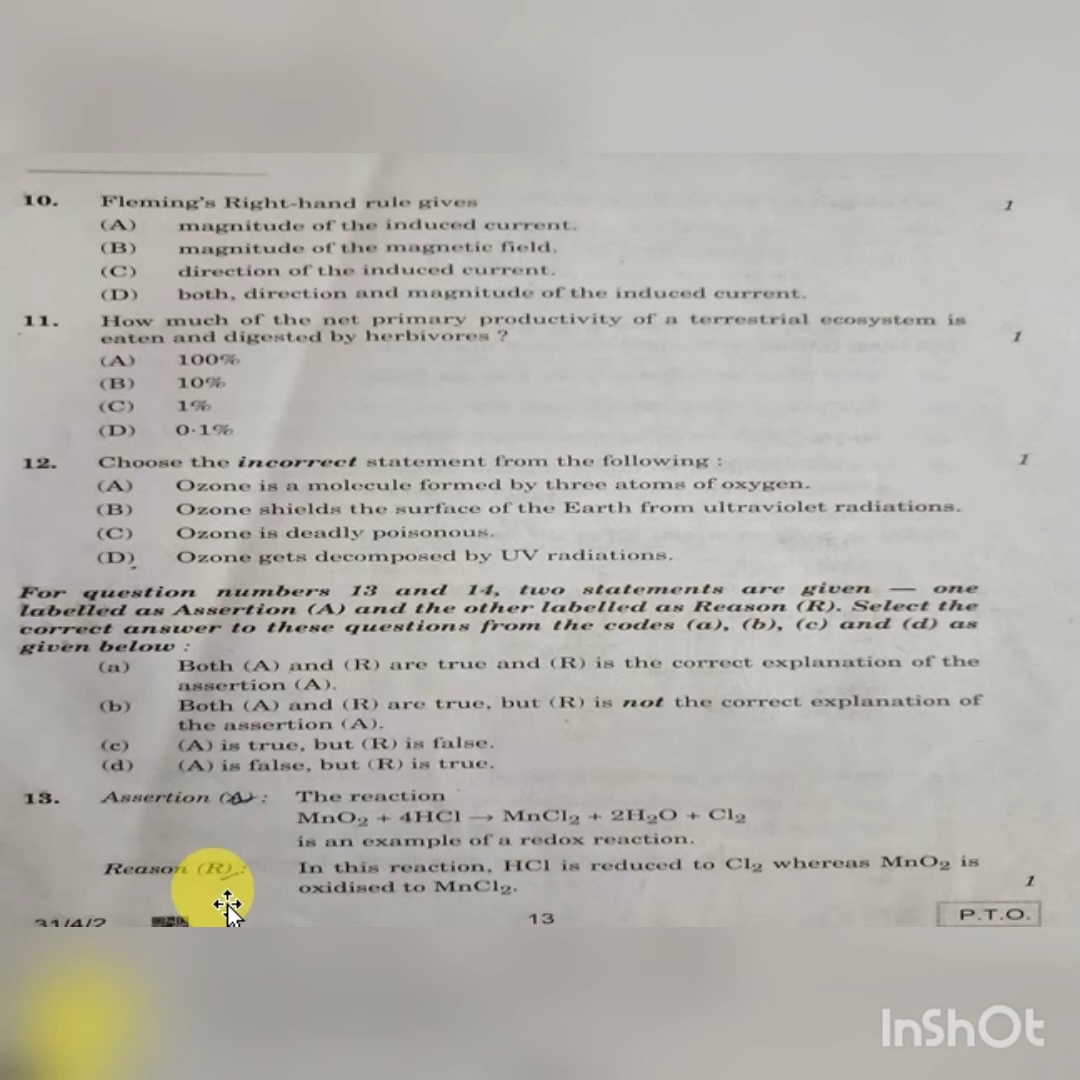 10. Fleming's Right-hand rule gives 1
(A) magnitude of the induced current.
(B) magnitude of the magnetic field.
(C) direction of the induced current.
(D) both, direction and magnitude of the induced current.
11. How much of the net primary productivity of a terrestrial ecosystem is
eaten and digested by herbivores ? 1
(A) 100%
(B) 10%
(C) 1%
(D) 0·1%
12. Choose the incorrect statement from the following : 1
(A) Ozone is a molecule formed by three atoms of oxygen.
(B) Ozone shields the surface of the Earth from ultraviolet radiations.
(C) Ozone is deadly poisonous.
(D) Ozone gets decomposed by UV radiations.
For question numbers 13 and 14, two statements are given — one
labelled as Assertion (A) and the other labelled as Reason (R). Select the
correct answer to these questions from the codes (a), (b), (c) and (d) as
given below :
(a) Both (A) and (R) are true and (R) is the correct explanation of the
assertion (A).
(b) Both (A) and (R) are true, but (R) is not the correct explanation of
the assertion (A).
(c) (A) is true, but (R) is false.
(d) (A) is false, but (R) is true.
13. Assertion (A) : The reaction
MnO₂ + 4HCl → MnCl₂ + 2H₂O + Cl₂
is an example of a redox reaction.
Reason (R) : In this reaction, HCl is reduced to Cl₂ whereas MnO₂ is
oxidised to MnCl₂. 1
31/4/2 13 P.T.O.
InShOt